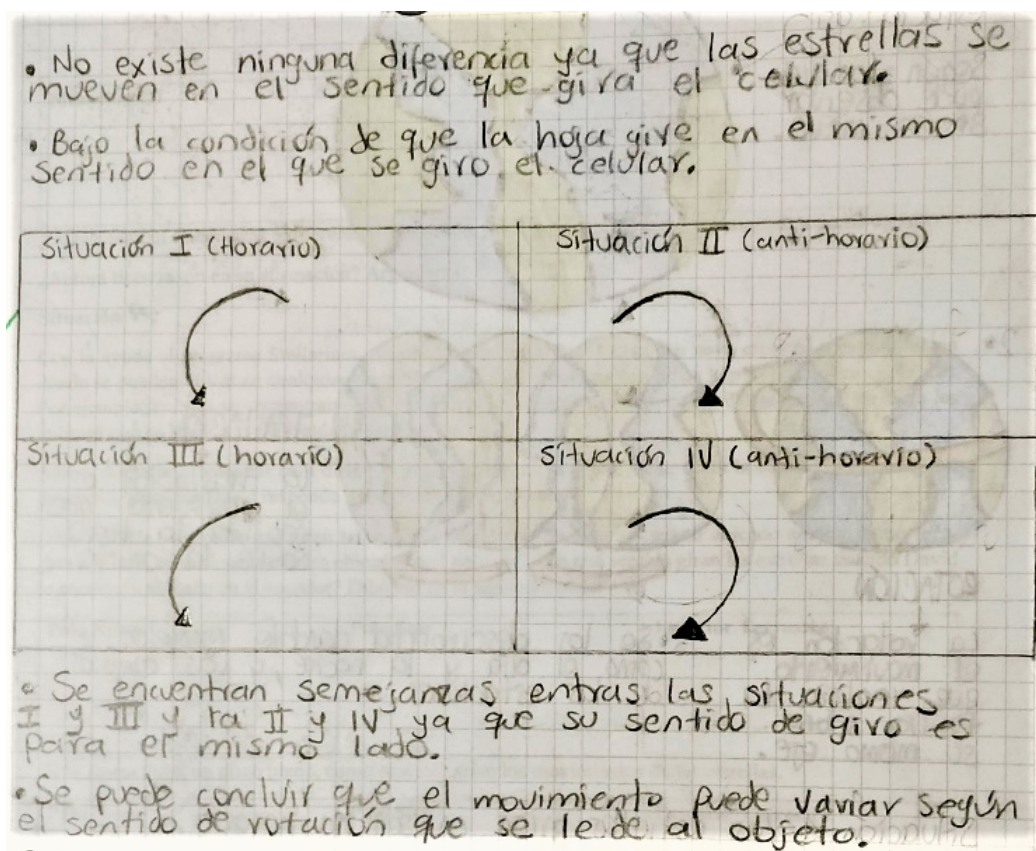 • No existe ninguna diferencia ya que las estrellas se
mueven en el sentido que gira el celular.
• Bajo la condición de que la hoja gire en el mismo
sentido en el que se giro el celular.
Situación I (Horario)
Situación II (anti-horario)
Situación III (horario)
Situación IV (anti-horario)
• Se encuentran semejanzas entras las situaciones
I y III y la II y IV ya que su sentido de giro es
para el mismo lado.
• Se puede concluir que el movimiento puede variar según
el sentido de rotación que se le de al objeto.